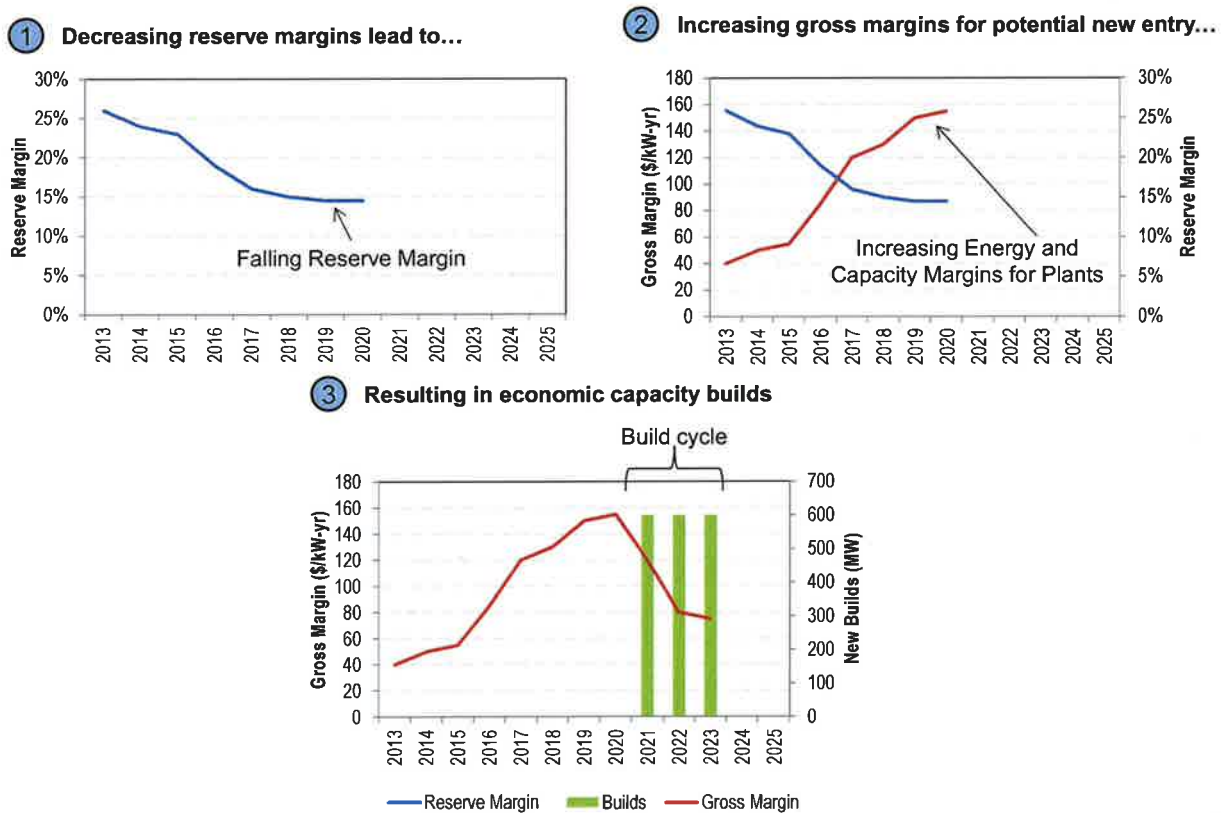 1 Decreasing reserve margins lead to...
30%
25%
20%
15%
10%
5%
0%
Reserve Margin
Falling Reserve Margin
2013 2014 2015 2016 2017 2018 2019 2020 2021 2022 2023 2024 2025
2 Increasing gross margins for potential new entry...
180
160
140
120
100
80
60
40
20
0
Gross Margin ($/kW-yr)
30%
25%
20%
15%
10%
5%
0%
Reserve Margin
Increasing Energy and
Capacity Margins for Plants
2013 2014 2015 2016 2017 2018 2019 2020 2021 2022 2023 2024 2025
3 Resulting in economic capacity builds
Build cycle
180
160
140
120
100
80
60
40
20
0
Gross Margin ($/kW-yr)
700
600
500
400
300
200
100
0
New Builds (MW)
2013 2014 2015 2016 2017 2018 2019 2020 2021 2022 2023 2024 2025
Reserve Margin Builds Gross Margin